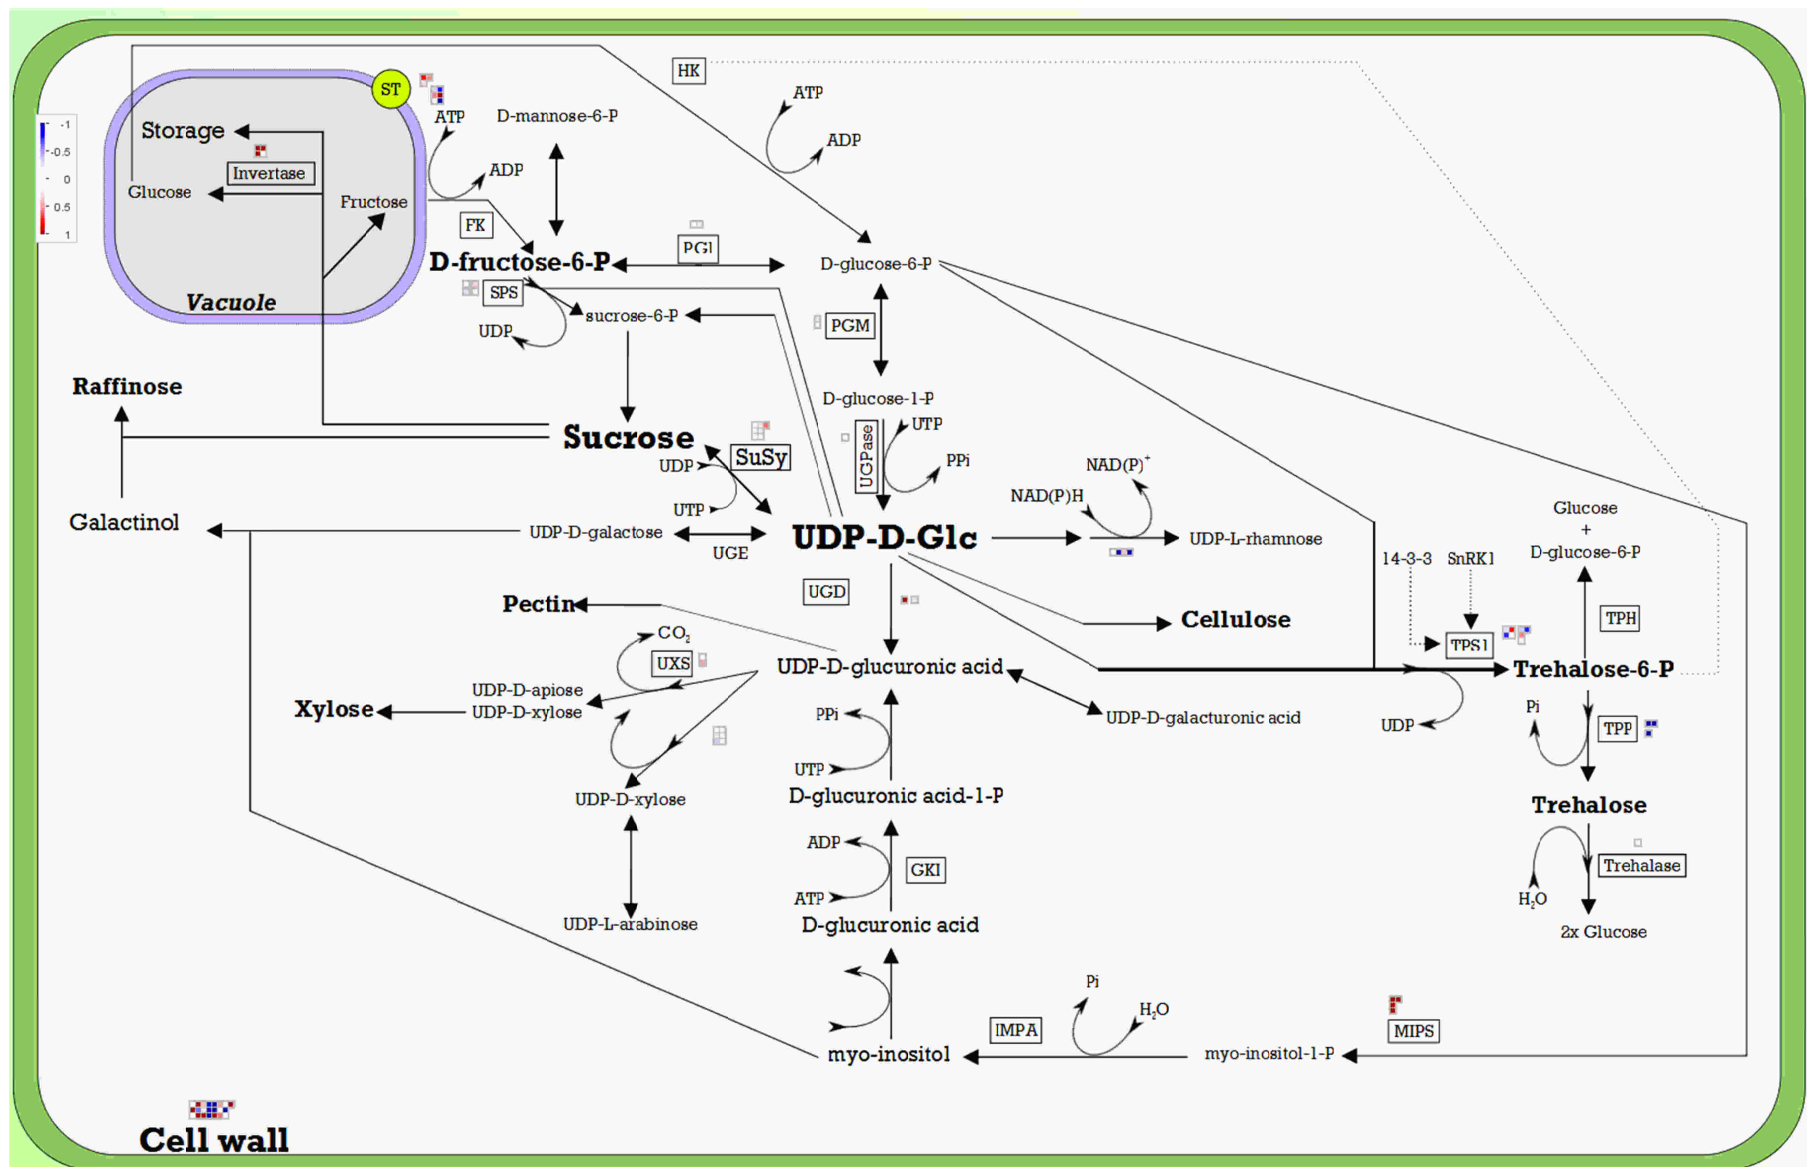 HK
ST
ATP
ADP
ATP
D-mannose-6-P
ADP
-1
-0.5
0
0.5
1
Storage
Invertase
Glucose
Fructose
Vacuole
FK
D-fructose-6-P
PGI
D-glucose-6-P
SPS
sucrose-6-P
UDP
PGM
Raffinose
D-glucose-1-P
Sucrose
SuSy
UDP
UTP
UGPase
UTP
PPi
NAD(P)+
NAD(P)H
Galactinol
UDP-D-galactose
UGE
UDP-D-Glc
UDP-L-rhamnose
Glucose
+
D-glucose-6-P
14-3-3
SnRK1
UGD
Pectin
Cellulose
TPH
TPS1
CO2
UXS
UDP-D-glucuronic acid
Trehalose-6-P
UDP-D-apiose
UDP-D-xylose
Xylose
PPi
UTP
UDP-D-galacturonic acid
UDP
Pi
TPP
D-glucuronic acid-1-P
UDP-D-xylose
Trehalose
ADP
ATP
GKI
Trehalase
H2O
2x Glucose
UDP-L-arabinose
D-glucuronic acid
Pi
H2O
IMPA
MIPS
myo-inositol
myo-inositol-1-P
Cell wall